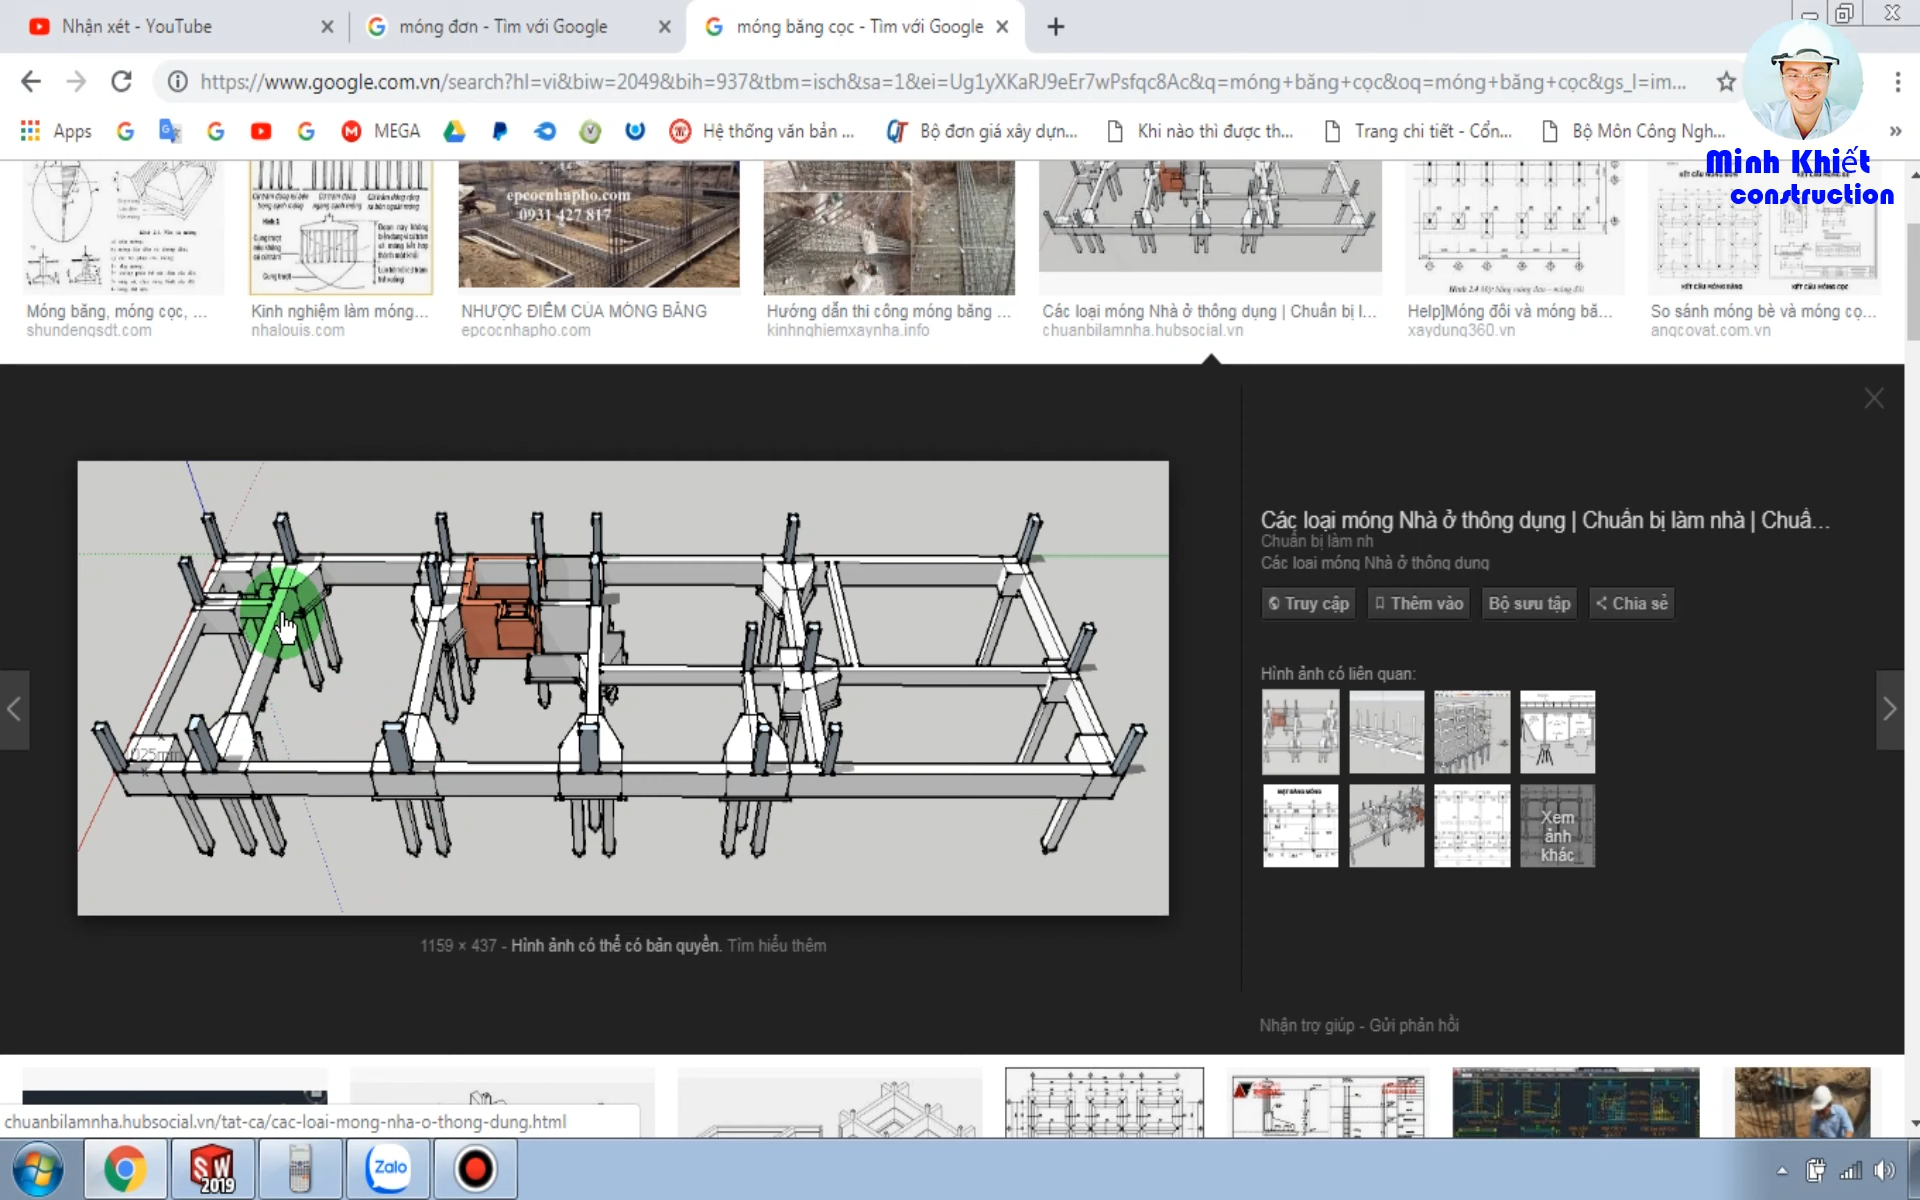 Nhận xét - YouTube
móng đơn - Tìm với Google
móng băng cọc - Tìm với Google
https://www.google.com.vn/search?hl=vi&biw=2049&bih=937&tbm=isch&sa=1&ei=Ug1yXKaRJ9eEr7wPsfqc8Ac&q=móng+băng+cọc&oq=móng+băng+cọc&gs_l=im...
Apps
MEGA
Hệ thống văn bản ...
Bộ đơn giá xây dựn...
Khi nào thì được th...
Trang chi tiết - Cổn...
Bộ Môn Công Ngh...
»
Minh Khiết
construction
epcocnhapho.com
0931 427 817
Móng băng, móng cọc, ...
shundengsdt.com
Kinh nghiệm làm móng...
nhalouis.com
NHƯỢC ĐIỂM CỦA MÓNG BĂNG
epcocnhapho.com
Hướng dẫn thi công móng băng ...
kinhnghiemxaynha.info
Các loại móng Nhà ở thông dụng | Chuẩn bị l...
chuanbilamnha.hubsocial.vn
Help]Móng đôi và móng bă...
xaydung360.vn
So sánh móng bè và móng cọ...
angcovat.com.vn
Các loại móng Nhà ở thông dụng | Chuẩn bị làm nhà | Chuẩ...
Chuẩn bị làm nh
Các loại móng Nhà ở thông dụng
Truy cập
Thêm vào
Bộ sưu tập
Chia sẻ
Hình ảnh có liên quan:
Xem
ảnh
khác
1159 × 437 - Hình ảnh có thể có bản quyền. Tìm hiểu thêm
Nhận trợ giúp - Gửi phản hồi
chuanbilamnha.hubsocial.vn/tat-ca/cac-loai-mong-nha-o-thong-dung.html
SW
2019
Zalo